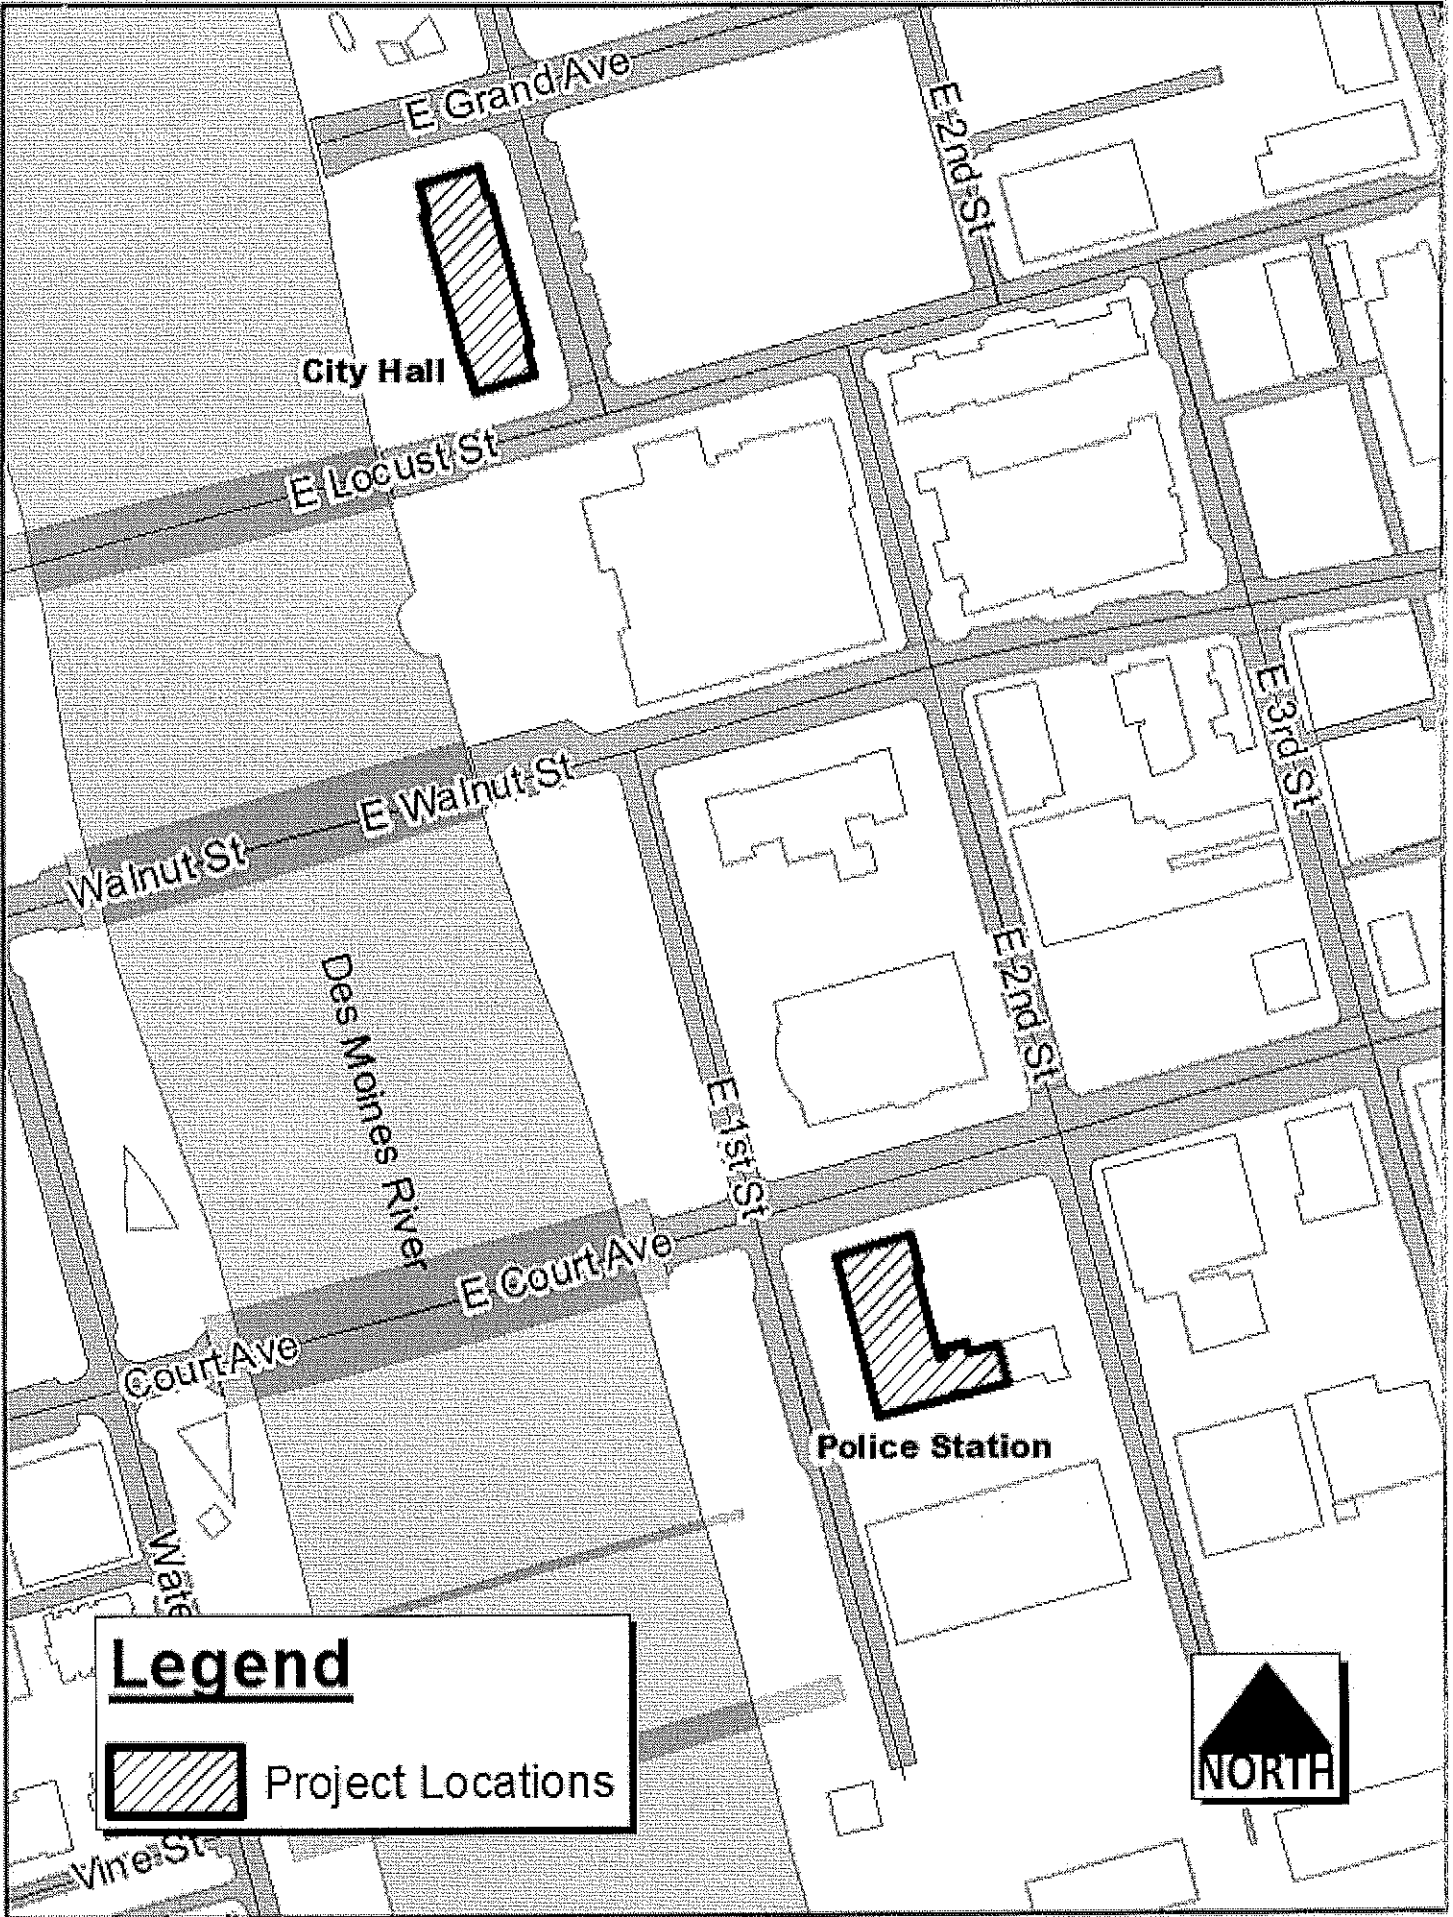 E Grand Ave
E 2nd St
City Hall
E Locust St
E 3rd St
E Walnut St
Walnut St
E 2nd St
Des Moines River
E 1st St
E Court Ave
Court Ave
Police Station
Wate
Legend
Project Locations
NORTH
Vine St